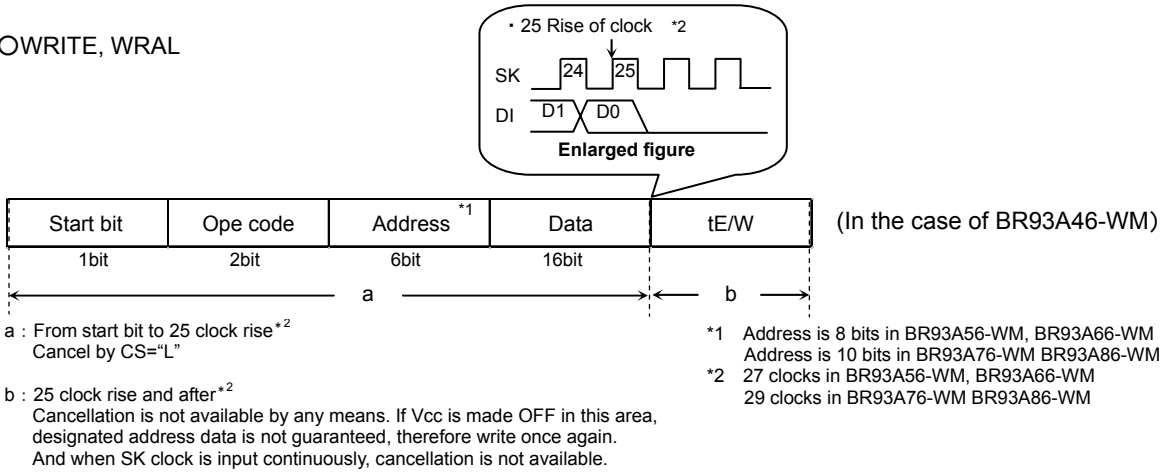 ・25 Rise of clock *2
○WRITE, WRAL
SK 24 25
DI D1 D0
Enlarged figure
Start bit Ope code Address *1 Data tE/W (In the case of BR93A46-WM)
1bit 2bit 6bit 16bit
a b
a : From start bit to 25 clock rise*2
Cancel by CS=“L”
b : 25 clock rise and after*2
Cancellation is not available by any means. If Vcc is made OFF in this area,
designated address data is not guaranteed, therefore write once again.
And when SK clock is input continuously, cancellation is not available.
*1 Address is 8 bits in BR93A56-WM, BR93A66-WM
Address is 10 bits in BR93A76-WM BR93A86-WM
*2 27 clocks in BR93A56-WM, BR93A66-WM
29 clocks in BR93A76-WM BR93A86-WM